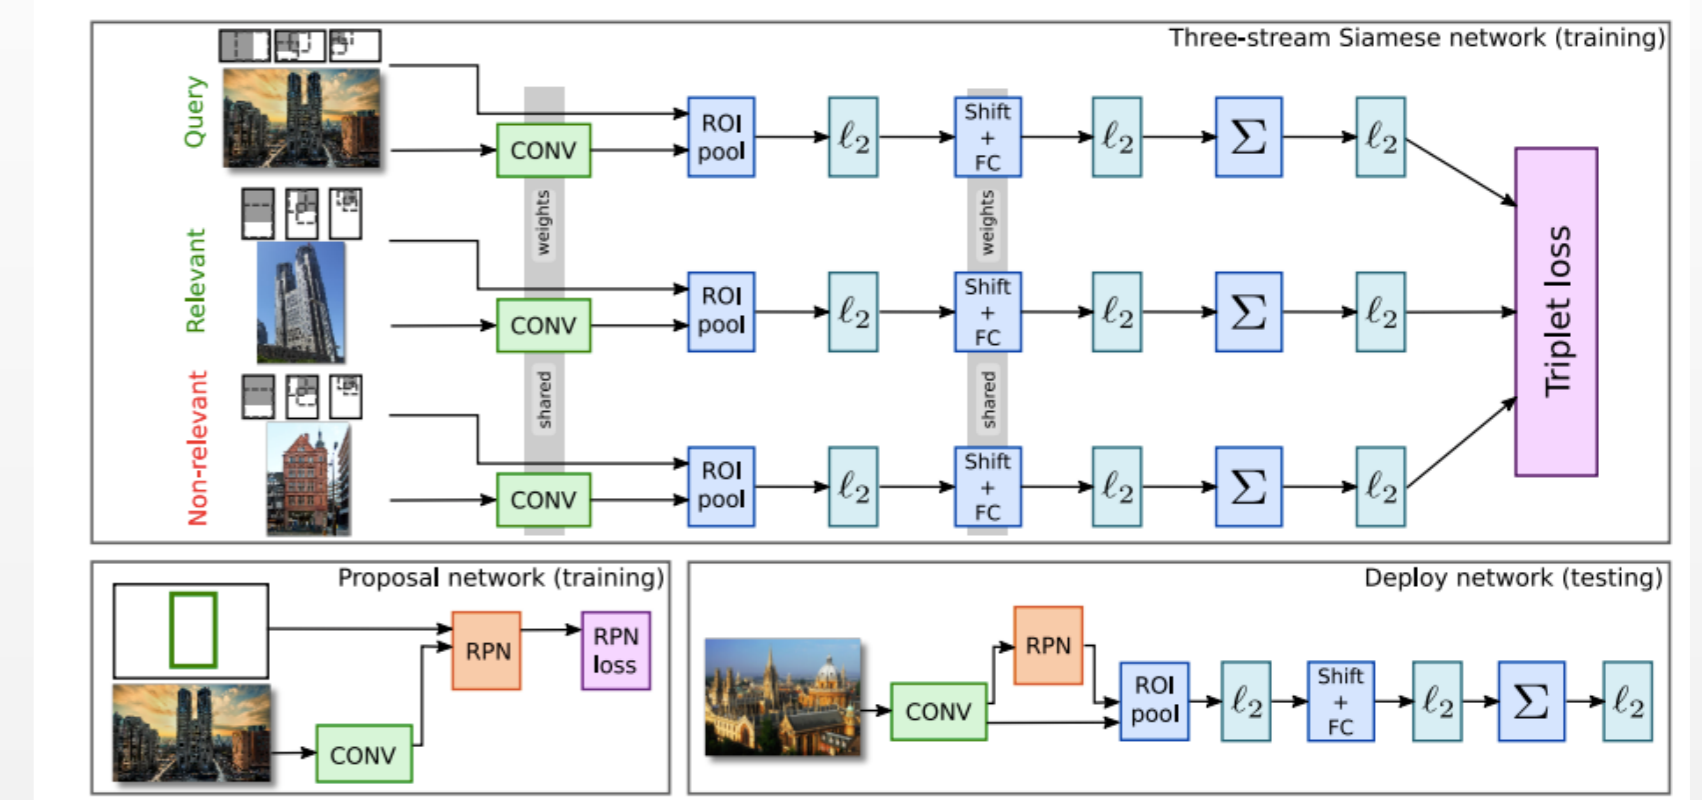 Three-stream Siamese network (training)
Query
CONV
ROI
pool
ℓ2
Shift
+
FC
ℓ2
Σ
ℓ2
weights
weights
Relevant
CONV
ROI
pool
ℓ2
Shift
+
FC
ℓ2
Σ
ℓ2
Triplet loss
shared
shared
Non-relevant
CONV
ROI
pool
ℓ2
Shift
+
FC
ℓ2
Σ
ℓ2
Proposal network (training)
RPN
RPN
loss
CONV
Deploy network (testing)
RPN
CONV
ROI
pool
ℓ2
Shift
+
FC
ℓ2
Σ
ℓ2